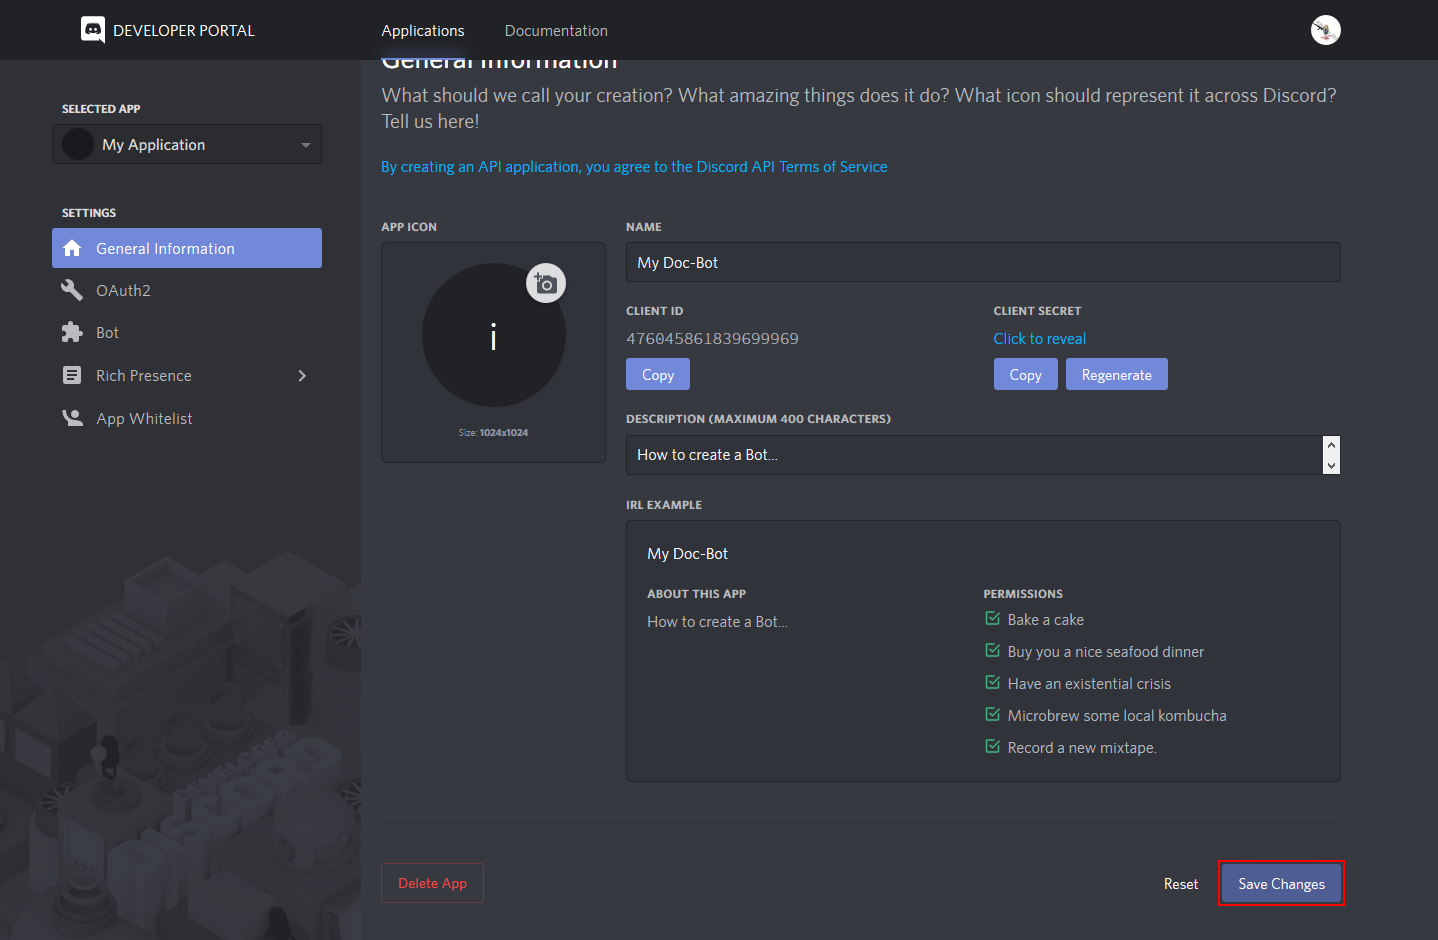 DEVELOPER PORTAL
Applications
Documentation
SELECTED APP
My Application
SETTINGS
General Information
OAuth2
Bot
Rich Presence
App Whitelist
General Information
What should we call your creation? What amazing things does it do? What icon should represent it across Discord?
Tell us here!
By creating an API application, you agree to the Discord API Terms of Service
APP ICON
i
Size: 1024x1024
NAME
My Doc-Bot
CLIENT ID
476045861839699969
Copy
CLIENT SECRET
Click to reveal
Copy
Regenerate
DESCRIPTION (MAXIMUM 400 CHARACTERS)
How to create a Bot...
IRL EXAMPLE
My Doc-Bot
ABOUT THIS APP
How to create a Bot...
PERMISSIONS
Bake a cake
Buy you a nice seafood dinner
Have an existential crisis
Microbrew some local kombucha
Record a new mixtape.
Delete App
Reset
Save Changes